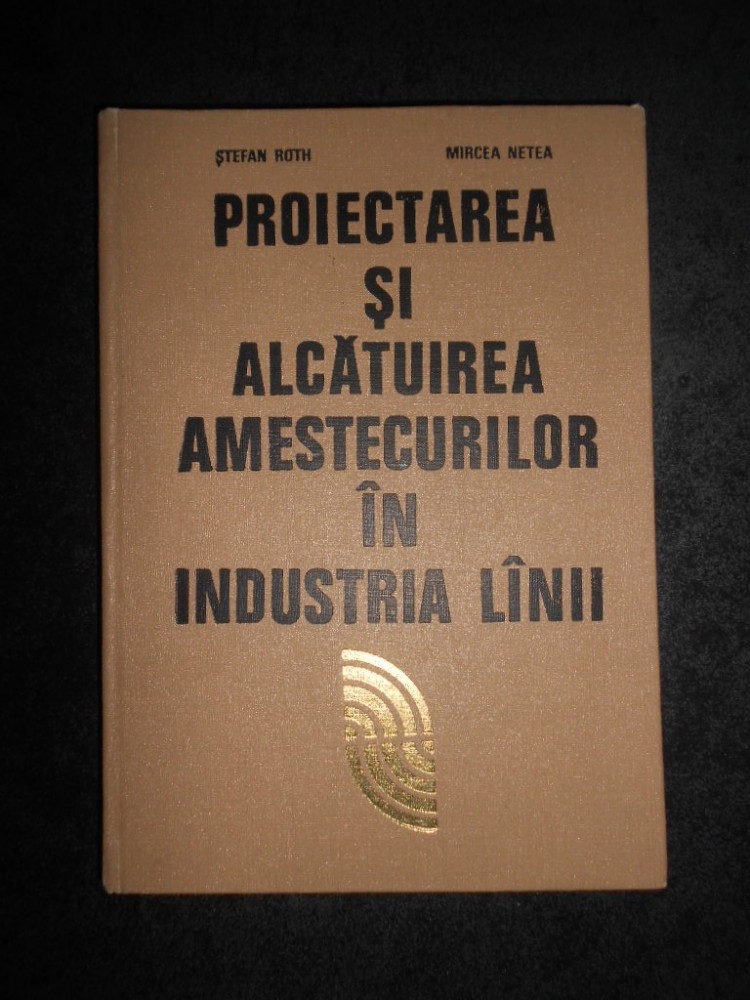 ŞTEFAN ROTH MIRCEA NETEA
PROIECTAREA
ŞI
ALCĂTUIREA
AMESTECURILOR
ÎN
INDUSTRIA LÎNII